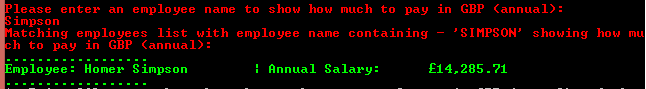 Please enter an employee name to show how much to pay in GBP (annual):
Simpson
Matching employees list with employee name containing - 'SIMPSON' showing how mu
ch to pay in GBP (annual):
------------------
Employee: Homer Simpson | Annual Salary: £14,285.71
------------------